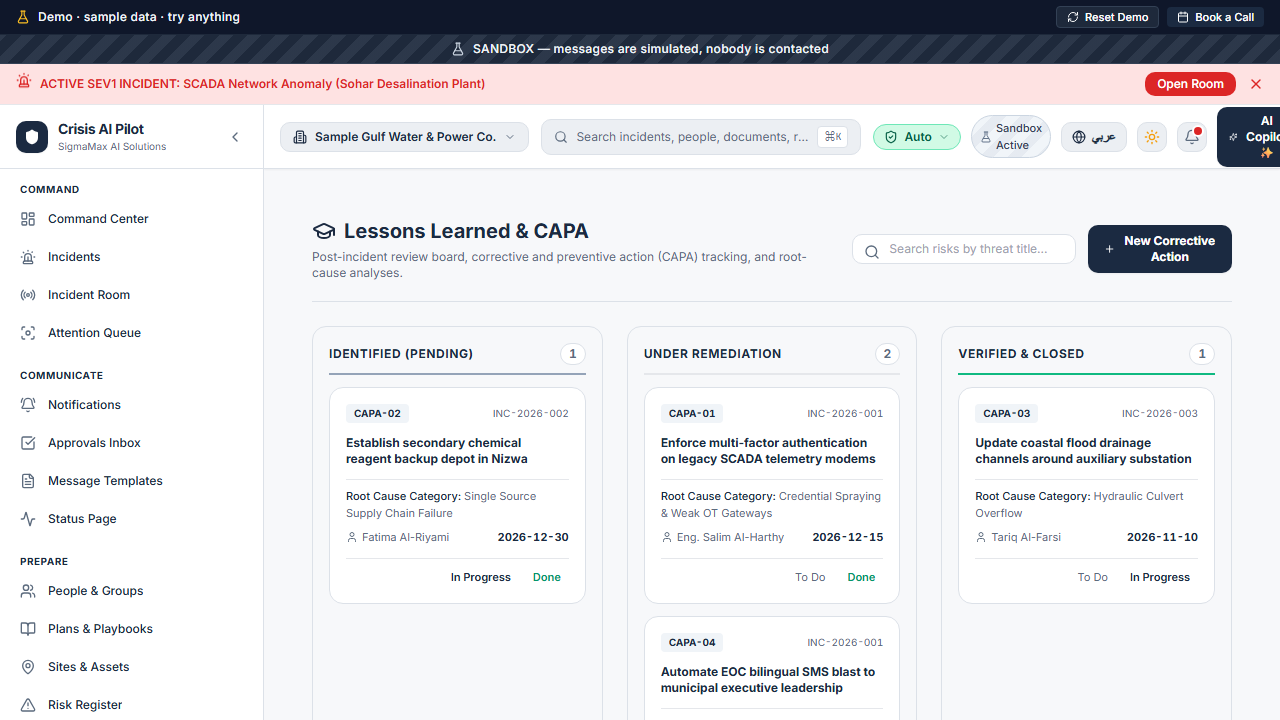 Demo · sample data · try anything
Reset Demo
Book a Call
SANDBOX — messages are simulated, nobody is contacted
ACTIVE SEV1 INCIDENT: SCADA Network Anomaly (Sohar Desalination Plant)
Open Room
Crisis AI Pilot
SigmaMax AI Solutions
Sample Gulf Water & Power Co.
Search incidents, people, documents, r...
⌘K
Auto
Sandbox
Active
عربي
AI
Copilo
COMMAND
Command Center
Incidents
Incident Room
Attention Queue
COMMUNICATE
Notifications
Approvals Inbox
Message Templates
Status Page
PREPARE
People & Groups
Plans & Playbooks
Sites & Assets
Risk Register
Lessons Learned & CAPA
Post-incident review board, corrective and preventive action (CAPA) tracking, and root-
cause analyses.
Search risks by threat title...
New Corrective
Action
IDENTIFIED (PENDING)
1
CAPA-02
INC-2026-002
Establish secondary chemical
reagent backup depot in Nizwa
Root Cause Category: Single Source
Supply Chain Failure
Fatima Al-Riyami
2026-12-30
In Progress
Done
UNDER REMEDIATION
2
CAPA-01
INC-2026-001
Enforce multi-factor authentication
on legacy SCADA telemetry modems
Root Cause Category: Credential Spraying
& Weak OT Gateways
Eng. Salim Al-Harthy
2026-12-15
To Do
Done
CAPA-04
INC-2026-001
Automate EOC bilingual SMS blast to
municipal executive leadership
VERIFIED & CLOSED
1
CAPA-03
INC-2026-003
Update coastal flood drainage
channels around auxiliary substation
Root Cause Category: Hydraulic Culvert
Overflow
Tariq Al-Farsi
2026-11-10
To Do
In Progress